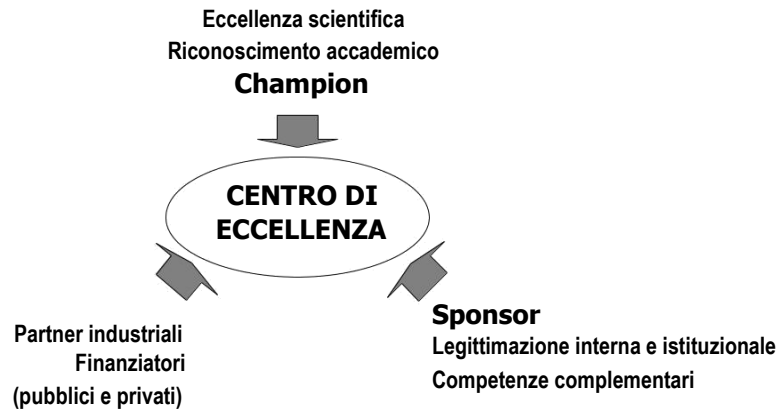 Eccellenza scientifica
Riconoscimento accademico
Champion
CENTRO DI
ECCELLENZA
Partner industriali
Finanziatori
(pubblici e privati)
Sponsor
Legittimazione interna e istituzionale
Competenze complementari